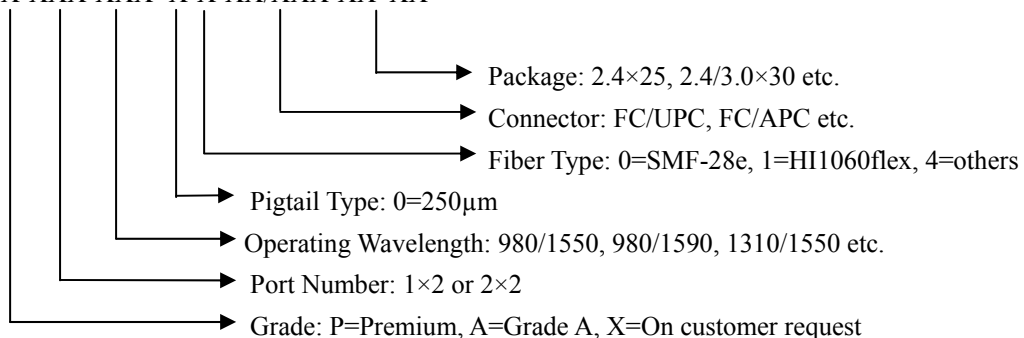 Package: 2.4×25, 2.4/3.0×30 etc.
Connector: FC/UPC, FC/APC etc.
Fiber Type: 0=SMF-28e, 1=HI1060flex, 4=others
Pigtail Type: 0=250μm
Operating Wavelength: 980/1550, 980/1590, 1310/1550 etc.
Port Number: 1×2 or 2×2
Grade: P=Premium, A=Grade A, X=On customer request